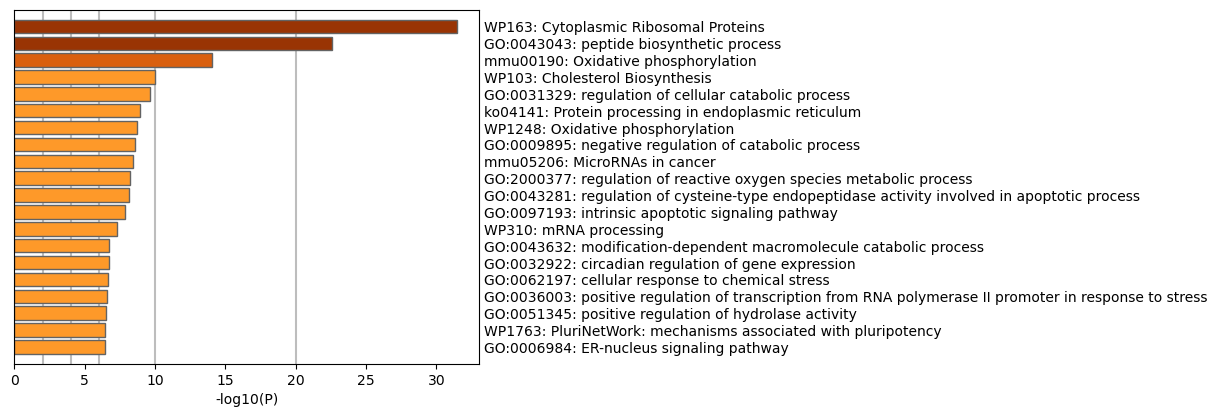 WP163: Cytoplasmic Ribosomal Proteins
GO:0043043: peptide biosynthetic process
mmu00190: Oxidative phosphorylation
WP103: Cholesterol Biosynthesis
GO:0031329: regulation of cellular catabolic process
ko04141: Protein processing in endoplasmic reticulum
WP1248: Oxidative phosphorylation
GO:0009895: negative regulation of catabolic process
mmu05206: MicroRNAs in cancer
GO:2000377: regulation of reactive oxygen species metabolic process
GO:0043281: regulation of cysteine-type endopeptidase activity involved in apoptotic process
GO:0097193: intrinsic apoptotic signaling pathway
WP310: mRNA processing
GO:0043632: modification-dependent macromolecule catabolic process
GO:0032922: circadian regulation of gene expression
GO:0062197: cellular response to chemical stress
GO:0036003: positive regulation of transcription from RNA polymerase II promoter in response to stress
GO:0051345: positive regulation of hydrolase activity
WP1763: PluriNetWork: mechanisms associated with pluripotency
GO:0006984: ER-nucleus signaling pathway
0 5 10 15 20 25 30
-log10(P)